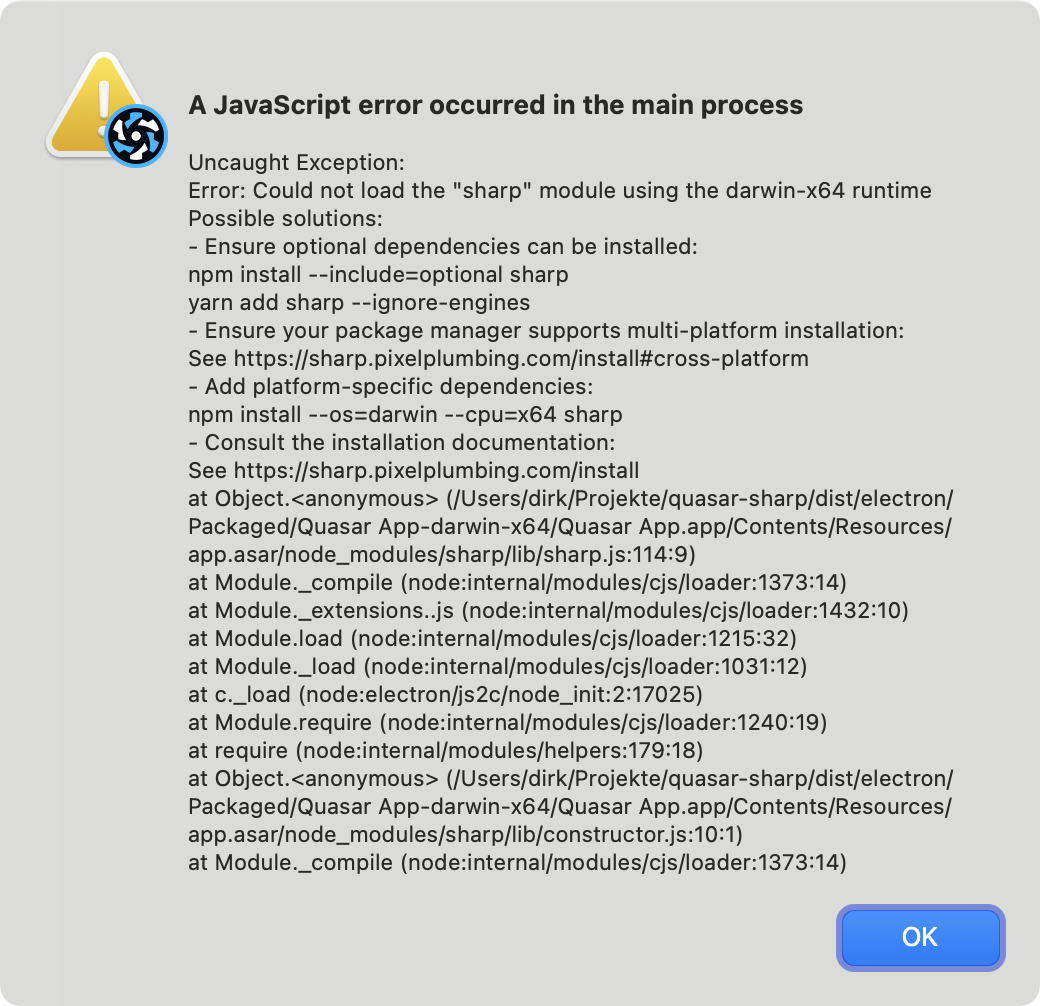 A JavaScript error occurred in the main process
Uncaught Exception:
Error: Could not load the "sharp" module using the darwin-x64 runtime
Possible solutions:
- Ensure optional dependencies can be installed:
npm install --include=optional sharp
yarn add sharp --ignore-engines
- Ensure your package manager supports multi-platform installation:
See https://sharp.pixelplumbing.com/install#cross-platform
- Add platform-specific dependencies:
npm install --os=darwin --cpu=x64 sharp
- Consult the installation documentation:
See https://sharp.pixelplumbing.com/install
at Object.<anonymous> (/Users/dirk/Projekte/quasar-sharp/dist/electron/
Packaged/Quasar App-darwin-x64/Quasar App.app/Contents/Resources/
app.asar/node_modules/sharp/lib/sharp.js:114:9)
at Module._compile (node:internal/modules/cjs/loader:1373:14)
at Module._extensions..js (node:internal/modules/cjs/loader:1432:10)
at Module.load (node:internal/modules/cjs/loader:1215:32)
at Module._load (node:internal/modules/cjs/loader:1031:12)
at c._load (node:electron/js2c/node_init:2:17025)
at Module.require (node:internal/modules/cjs/loader:1240:19)
at require (node:internal/modules/helpers:179:18)
at Object.<anonymous> (/Users/dirk/Projekte/quasar-sharp/dist/electron/
Packaged/Quasar App-darwin-x64/Quasar App.app/Contents/Resources/
app.asar/node_modules/sharp/lib/constructor.js:10:1)
at Module._compile (node:internal/modules/cjs/loader:1373:14)
OK